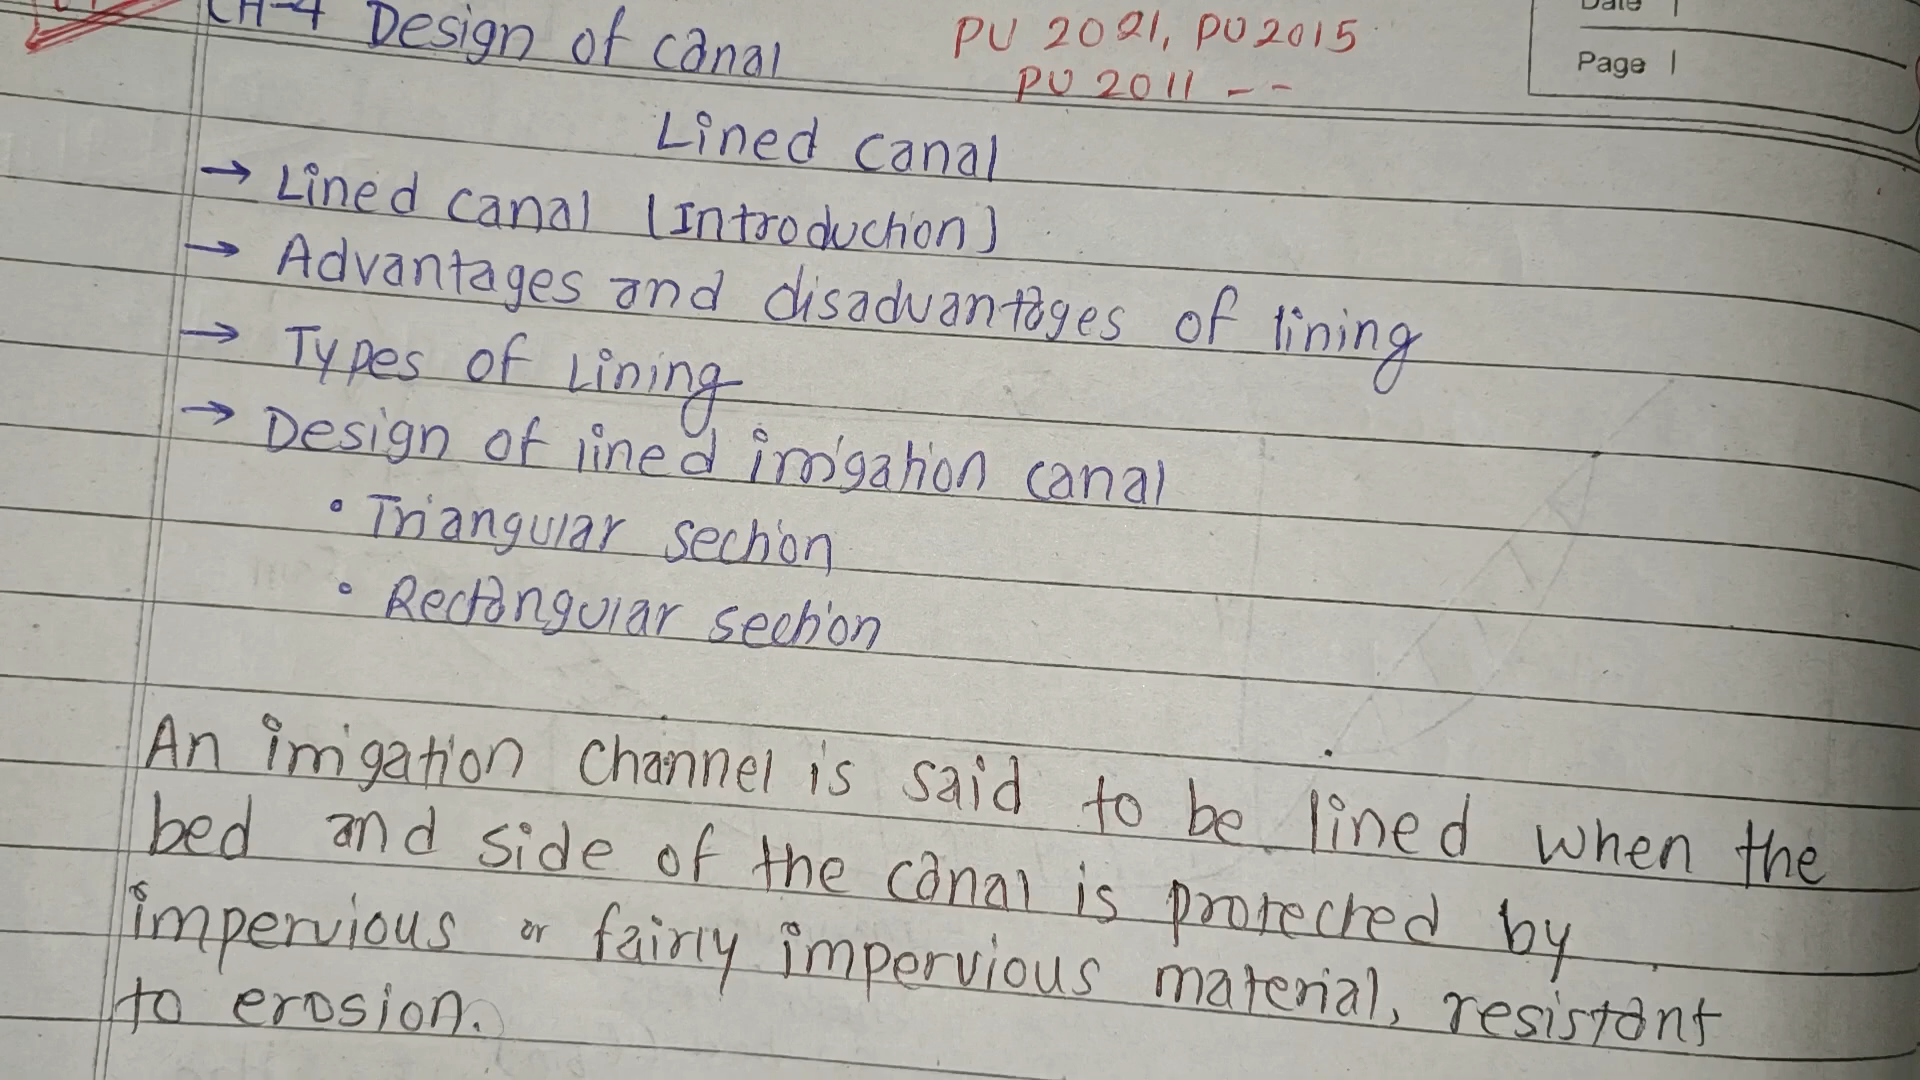 CH-4 Design of canal
PU 2021, PU2015
PU 2011 --
Date
Page
Lined canal
→ Lined canal (Introduction)
→ Advantages and disadvantages of lining
→ Types of Lining
→ Design of lined irrigation canal
• Triangular section
• Rectangular section
An irrigation channel is said to be lined when the
bed and side of the canal is protected by
impervious or fairly impervious material, resistant
to erosion.